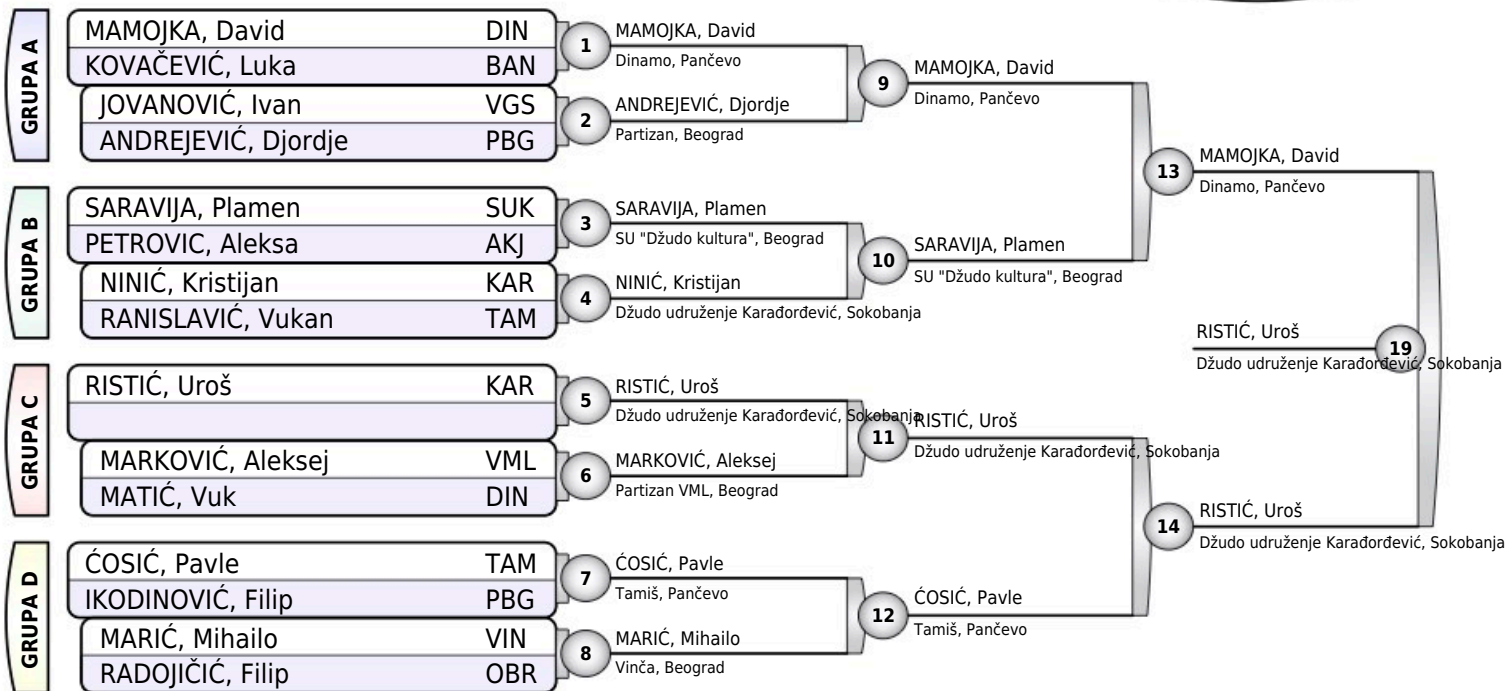 GRUPA A
MAMOJKA, David DIN
KOVAČEVIĆ, Luka BAN
JOVANOVIĆ, Ivan VGS
ANDREJEVIĆ, Djordje PBG
GRUPA B
SARAVIJA, Plamen SUK
PETROVIC, Aleksa AKJ
NINIĆ, Kristijan KAR
RANISLAVIĆ, Vukan TAM
GRUPA C
RISTIĆ, Uroš KAR
MARKOVIĆ, Aleksej VML
MATIĆ, Vuk DIN
GRUPA D
ĆOSIĆ, Pavle TAM
IKODINOVIĆ, Filip PBG
MARIĆ, Mihailo VIN
RADOJIČIĆ, Filip OBR
1
MAMOJKA, David
Dinamo, Pančevo
2
ANDREJEVIĆ, Djordje
Partizan, Beograd
3
SARAVIJA, Plamen
SU "Džudo kultura", Beograd
4
NINIĆ, Kristijan
Džudo udruženje Karađorđević, Sokobanja
5
RISTIĆ, Uroš
Džudo udruženje Karađorđević, Sokobanja
6
MARKOVIĆ, Aleksej
Partizan VML, Beograd
7
ĆOSIĆ, Pavle
Tamiš, Pančevo
8
MARIĆ, Mihailo
Vinča, Beograd
9
MAMOJKA, David
Dinamo, Pančevo
10
SARAVIJA, Plamen
SU "Džudo kultura", Beograd
11
RISTIĆ, Uroš
Džudo udruženje Karađorđević, Sokobanja
12
ĆOSIĆ, Pavle
Tamiš, Pančevo
13
MAMOJKA, David
Dinamo, Pančevo
14
RISTIĆ, Uroš
Džudo udruženje Karađorđević, Sokobanja
19
RISTIĆ, Uroš
Džudo udruženje Karađorđević, Sokobanja